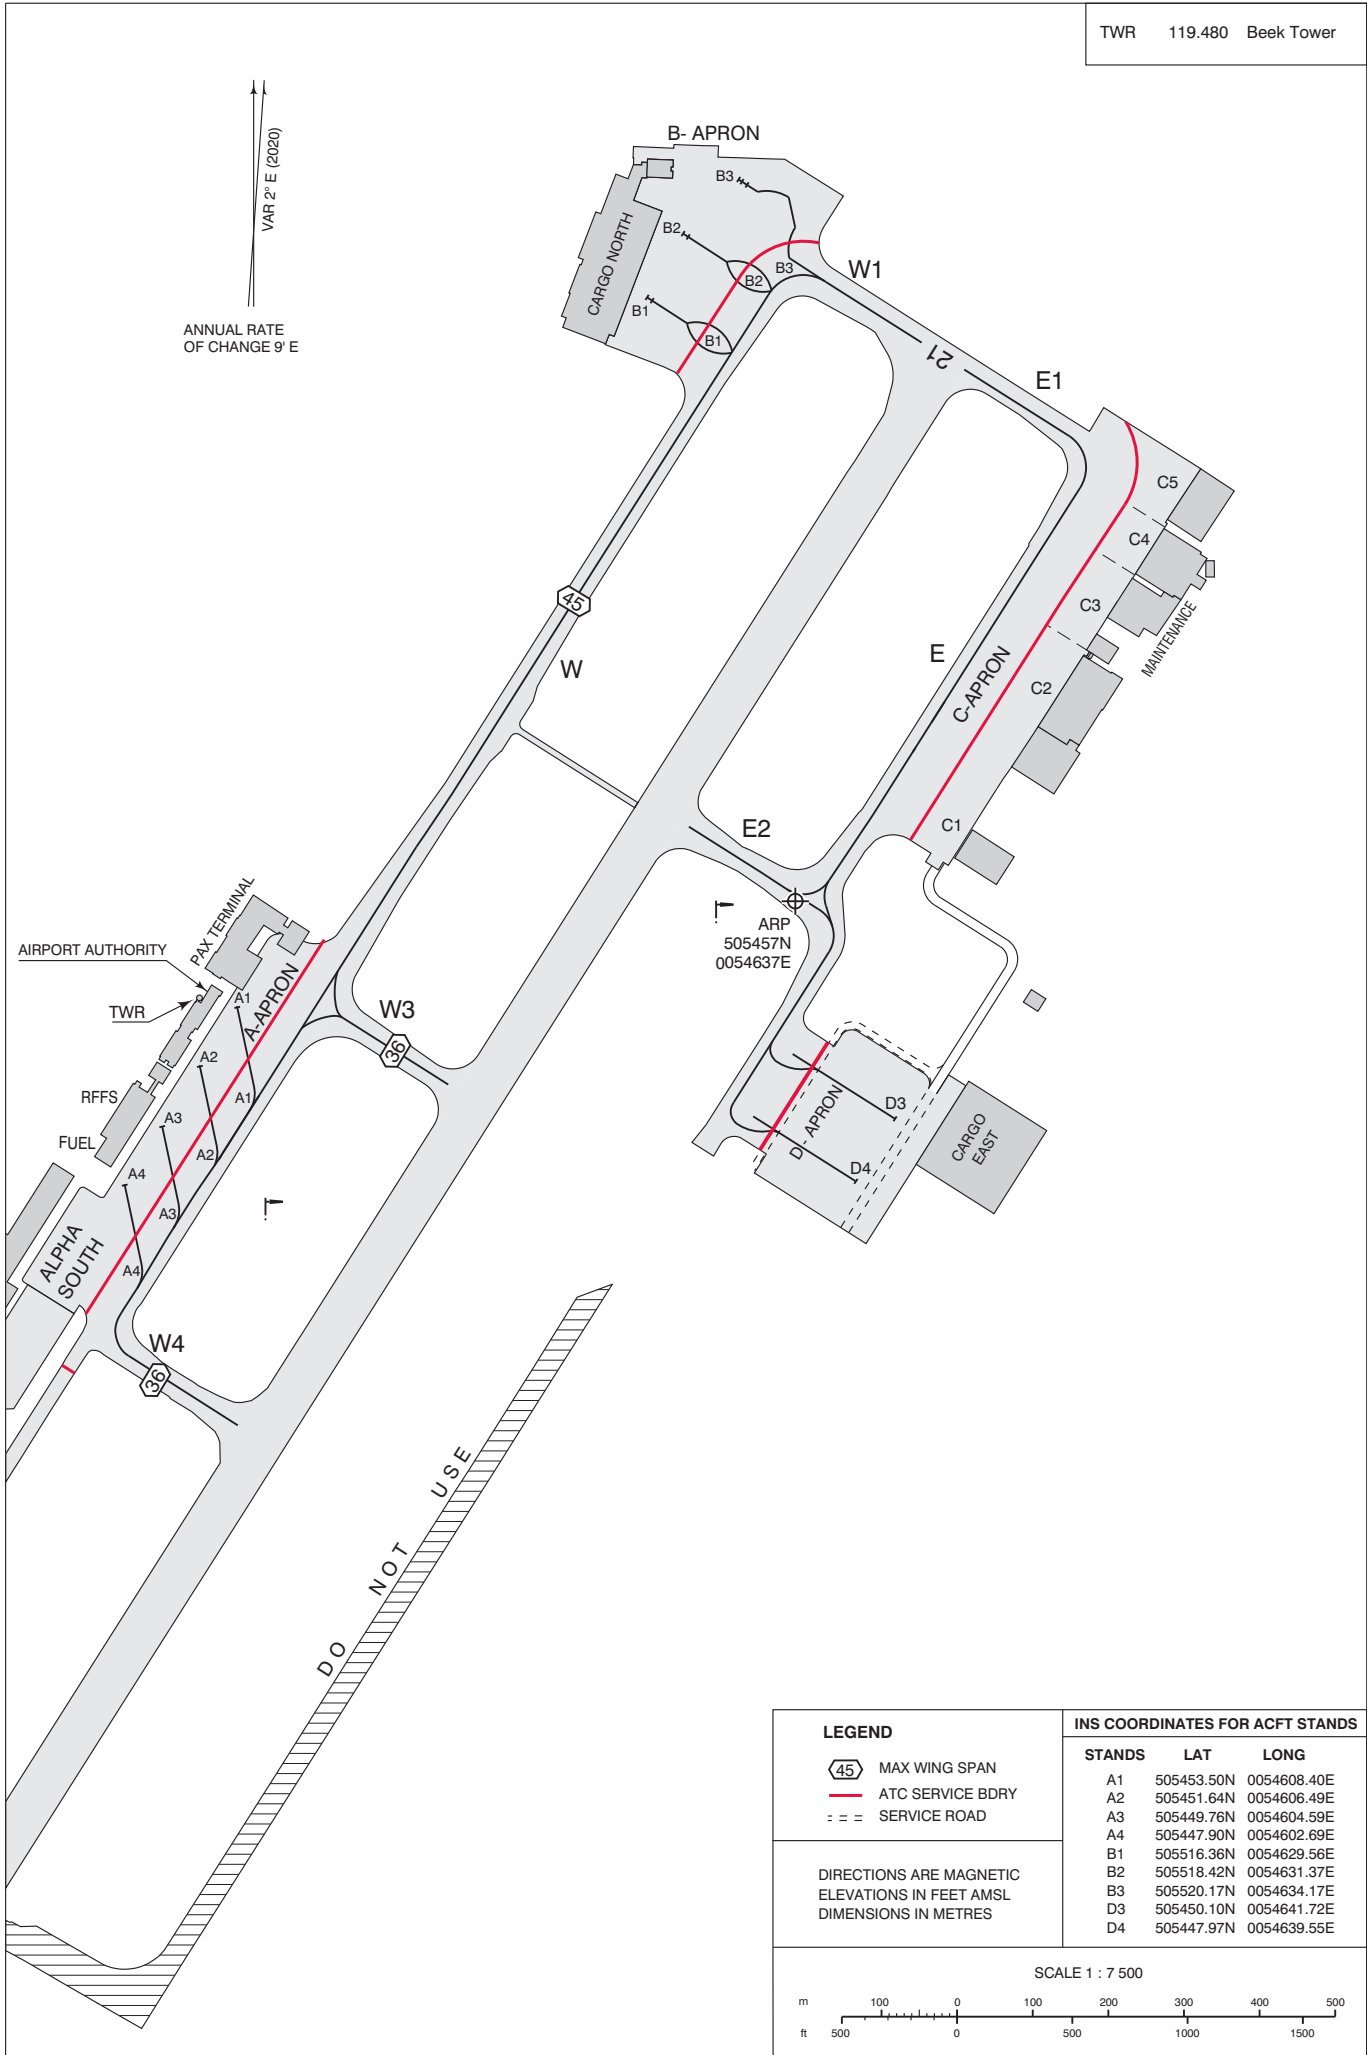 TWR 119.480 Beek Tower
VAR 2° E (2020)
ANNUAL RATE
OF CHANGE 9' E
B- APRON
B3
B2
CARGO NORTH
B1
B3
B2
B1
W1
21
E1
C5
C4
C3
MAINTENANCE
C2
C-APRON
E
C1
45
W
E2
ARP
505457N
0054637E
PAX TERMINAL
AIRPORT AUTHORITY
TWR
A-APRON
A1
A2
A3
A4
RFFS
FUEL
W3
36
A1
A2
A3
A4
ALPHA
SOUTH
W4
36
D - APRON
D3
D4
CARGO
EAST
DO NOT USE
LEGEND
45 MAX WING SPAN
ATC SERVICE BDRY
SERVICE ROAD
DIRECTIONS ARE MAGNETIC
ELEVATIONS IN FEET AMSL
DIMENSIONS IN METRES
INS COORDINATES FOR ACFT STANDS
STANDS LAT LONG
A1 505453.50N 0054608.40E
A2 505451.64N 0054606.49E
A3 505449.76N 0054604.59E
A4 505447.90N 0054602.69E
B1 505516.36N 0054629.56E
B2 505518.42N 0054631.37E
B3 505520.17N 0054634.17E
D3 505450.10N 0054641.72E
D4 505447.97N 0054639.55E
SCALE 1 : 7 500
m 100 0 100 200 300 400 500
ft 500 0 500 1000 1500